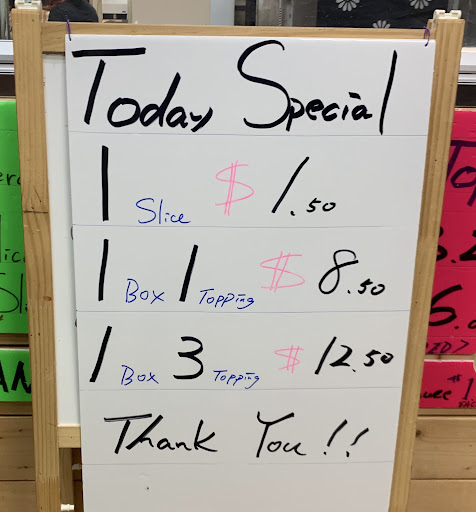 Today Special
1 Slice $ 1.50
1 Box 1 Topping $ 8.50
1 Box 3 Topping $ 12.50
Thank You!!